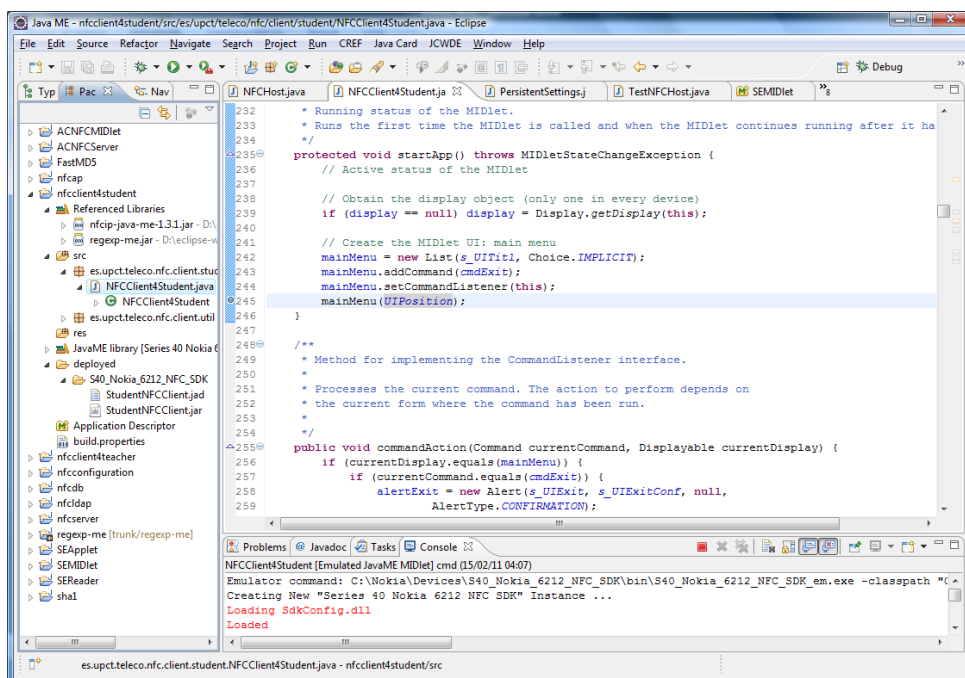 Java ME - nfcclient4student/src/es/upct/teleco/nfc/client/student/NFCClient4Student.java - Eclipse
File Edit Source Refactor Navigate Search Project Run CREF Java Card JCWDE Window Help
Debug
Typ Pac Nav
NFCHost.java NFCClient4Student.ja PersistentSettings.j TestNFCHost.java SEMIDlet 8
ACNFCMIDlet
ACNFCServer
FastMD5
nfcap
nfcclient4student
Referenced Libraries
nfcip-java-me-1.3.1.jar - D:\
regexp-me.jar - D:\eclipse-w
src
es.upct.teleco.nfc.client.stud
NFCClient4Student.java
NFCClient4Student
es.upct.teleco.nfc.client.util
res
JavaME library [Series 40 Nokia 6
deployed
S40_Nokia_6212_NFC_SDK
StudentNFCClient.jad
StudentNFCClient.jar
Application Descriptor
build.properties
nfcclient4teacher
nfcconfiguration
nfcdb
nfcldap
nfcserver
regexp-me [trunk/regexp-me]
SEApplet
SEMIDlet
SEReader
sha1
232 * Running status of the MIDlet.
233 * Runs the first time the MIDlet is called and when the MIDlet continues running after it ha
234 */
235 protected void startApp() throws MIDletStateChangeException {
236 // Active status of the MIDlet
237
238 // Obtain the display object (only one in every device)
239 if (display == null) display = Display.getDisplay(this);
240
241 // Create the MIDlet UI: main menu
242 mainMenu = new List(s_UITitl, Choice.IMPLICIT);
243 mainMenu.addCommand(cmdExit);
244 mainMenu.setCommandListener(this);
245 mainMenu(UIPosition);
246 }
247
248 /**
249 * Method for implementing the CommandListener interface.
250 *
251 * Processes the current command. The action to perform depends on
252 * the current form where the command has been run.
253 *
254 */
255 public void commandAction(Command currentCommand, Displayable currentDisplay) {
256 if (currentDisplay.equals(mainMenu)) {
257 if (currentCommand.equals(cmdExit)) {
258 alertExit = new Alert(s_UIExit, s_UIExitConf, null,
259 AlertType.CONFIRMATION);
Problems Javadoc Tasks Console
NFCClient4Student [Emulated JavaME MIDlet] cmd (15/02/11 04:07)
Emulator command: C:\Nokia\Devices\S40_Nokia_6212_NFC_SDK\bin\S40_Nokia_6212_NFC_SDK_em.exe -classpath "C
Creating New "Series 40 Nokia 6212 NFC SDK" Instance ...
Loading SdkConfig.dll
Loaded
es.upct.teleco.nfc.client.student.NFCClient4Student.java - nfcclient4student/src